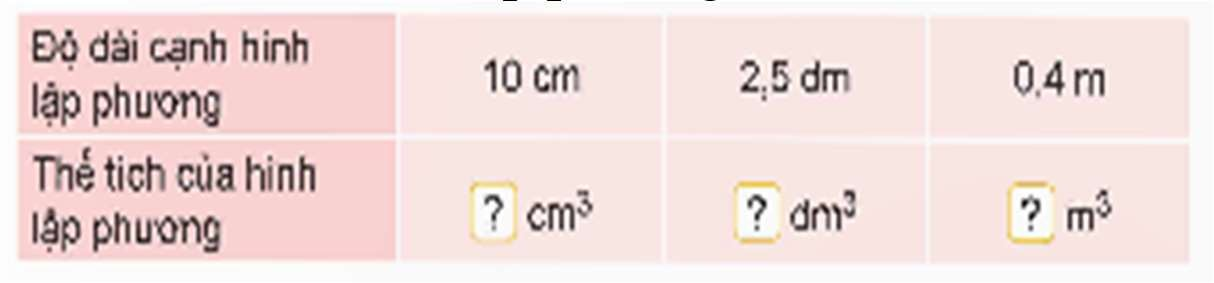 Độ dài cạnh hình
lập phương
10 cm
2,5 dm
0,4 m
Thể tích của hình
lập phương
? cm³
? dm³
? m³